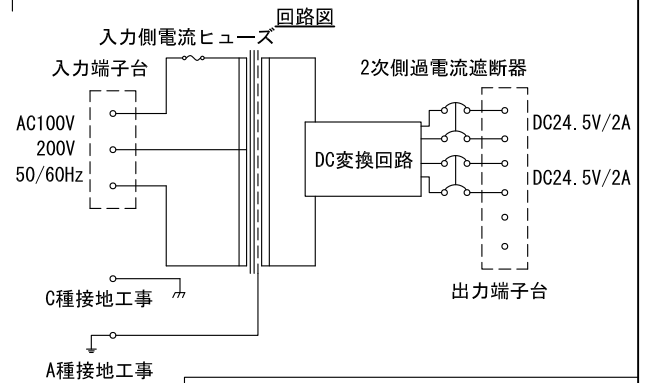 回路図
入力側電流ヒューズ
入力端子台
2次側過電流遮断器
AC100V
200V
50/60Hz
DC変換回路
DC24.5V/2A
DC24.5V/2A
出力端子台
C種接地工事
A種接地工事